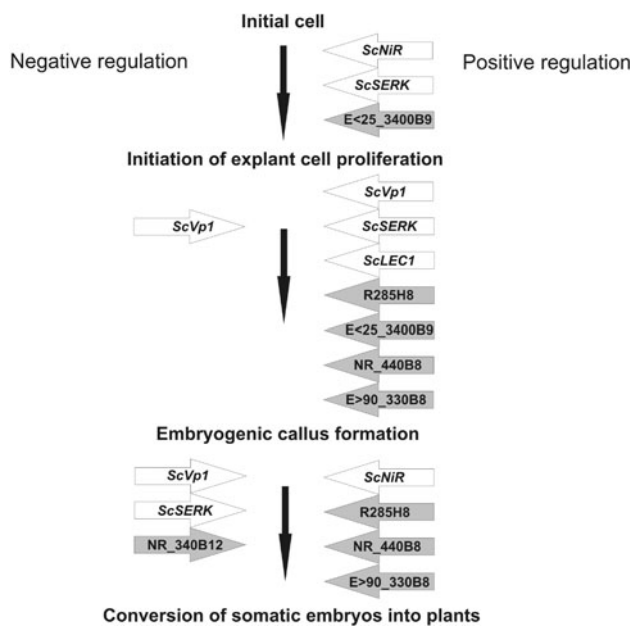 Initial cell
Negative regulation
Positive regulation
ScNiR
ScSERK
E<25_3400B9
Initiation of explant cell proliferation
ScVp1
ScVp1
ScSERK
ScLEC1
R285H8
E<25_3400B9
NR_440B8
E>90_330B8
Embryogenic callus formation
ScVp1
ScSERK
NR_340B12
ScNiR
R285H8
NR_440B8
E>90_330B8
Conversion of somatic embryos into plants